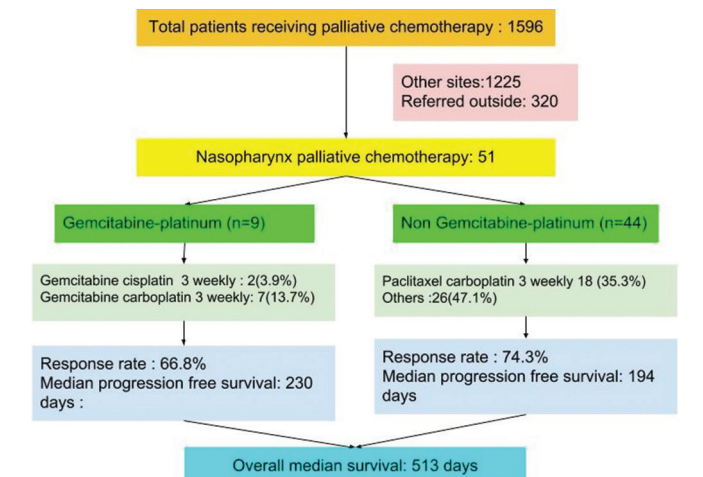 Total patients receiving palliative chemotherapy : 1596
Other sites:1225
Referred outside: 320
Nasopharynx palliative chemotherapy: 51
Gemcitabine-platinum (n=9)
Non Gemcitabine-platinum (n=44)
Gemcitabine cisplatin 3 weekly : 2(3.9%)
Gemcitabine carboplatin 3 weekly: 7(13.7%)
Paclitaxel carboplatin 3 weekly 18 (35.3%)
Others :26(47.1%)
Response rate : 66.8%
Median progression free survival: 230
days :
Response rate : 74.3%
Median progression free survival: 194
days
Overall median survival: 513 days